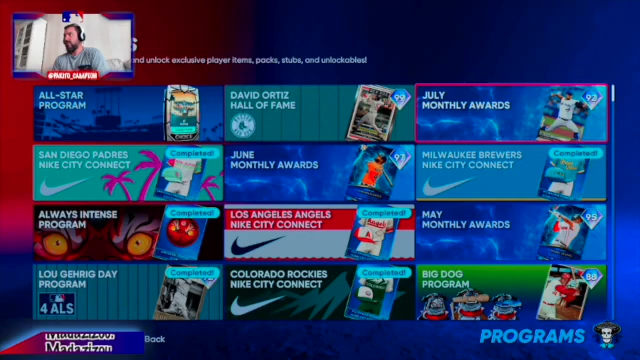 and unlock exclusive player items, packs, stubs, and unlockables!
ALL-STAR
PROGRAM
CHOICE
DAVID ORTIZ
HALL OF FAME
99
JULY
MONTHLY AWARDS
92
SAN DIEGO PADRES
NIKE CITY CONNECT
Completed!
JUNE
MONTHLY AWARDS
97
MILWAUKEE BREWERS
NIKE CITY CONNECT
Completed!
ALWAYS INTENSE
PROGRAM
Completed!
LOS ANGELES ANGELS
NIKE CITY CONNECT
Completed!
MAY
MONTHLY AWARDS
95
LOU GEHRIG DAY
PROGRAM
4 ALS
Completed!
COLORADO ROCKIES
NIKE CITY CONNECT
Completed!
BIG DOG
PROGRAM
88
Madazizou
Back
PROGRAMS